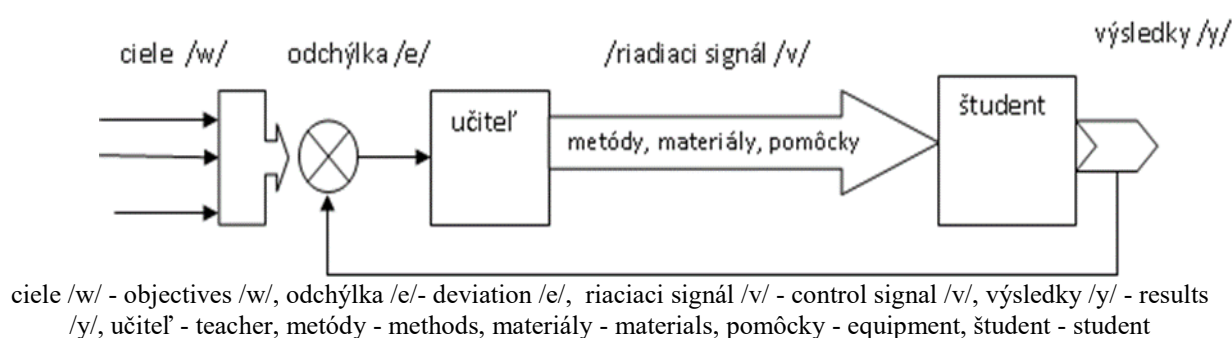 ciele /w/
odchýlka /e/
/riadiaci signál /v/
výsledky /y/
učiteľ
metódy, materiály, pomôcky
študent
ciele /w/ - objectives /w/, odchýlka /e/- deviation /e/, riaciaci signál /v/ - control signal /v/, výsledky /y/ - results
/y/, učiteľ - teacher, metódy - methods, materiály - materials, pomôcky - equipment, študent - student